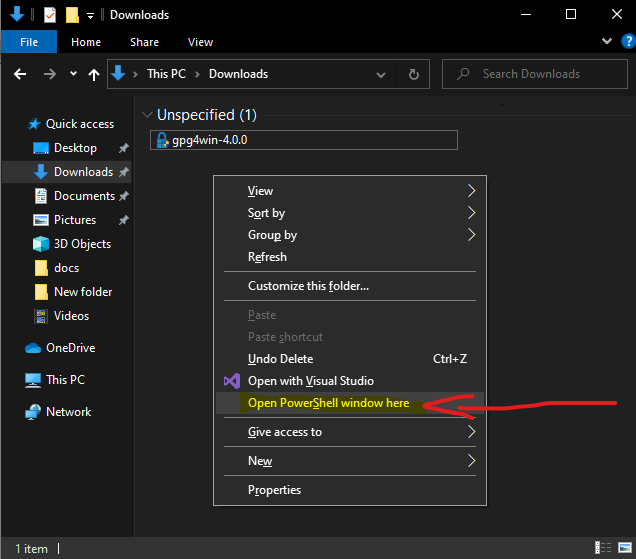 Downloads
File Home Share View
This PC Downloads
Search Downloads
Quick access
Desktop
Downloads
Documents
Pictures
3D Objects
docs
New folder
Videos
OneDrive
This PC
Network
Unspecified (1)
gpg4win-4.0.0
View
Sort by
Group by
Refresh
Customize this folder...
Paste
Paste shortcut
Undo Delete Ctrl+Z
Open with Visual Studio
Open PowerShell window here
Give access to
New
Properties
1 item